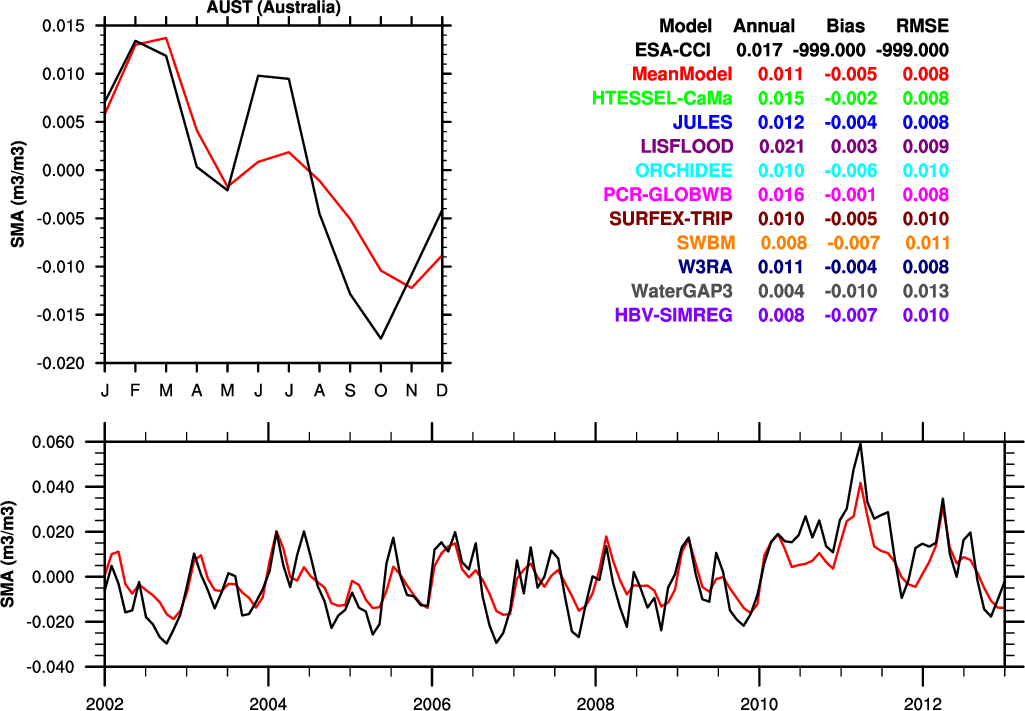 AUST (Australia)
0.015
0.010
0.005
0.000
-0.005
-0.010
-0.015
-0.020
SMA (m3/m3)
J F M A M J J A S O N D
Model Annual Bias RMSE
ESA-CCI 0.017 -999.000 -999.000
MeanModel 0.011 -0.005 0.008
HTESSEL-CaMa 0.015 -0.002 0.008
JULES 0.012 -0.004 0.008
LISFLOOD 0.021 0.003 0.009
ORCHIDEE 0.010 -0.006 0.010
PCR-GLOBWB 0.016 -0.001 0.008
SURFEX-TRIP 0.010 -0.005 0.010
SWBM 0.008 -0.007 0.011
W3RA 0.011 -0.004 0.008
WaterGAP3 0.004 -0.010 0.013
HBV-SIMREG 0.008 -0.007 0.010
0.060
0.040
0.020
0.000
-0.020
-0.040
SMA (m3/m3)
2002 2004 2006 2008 2010 2012